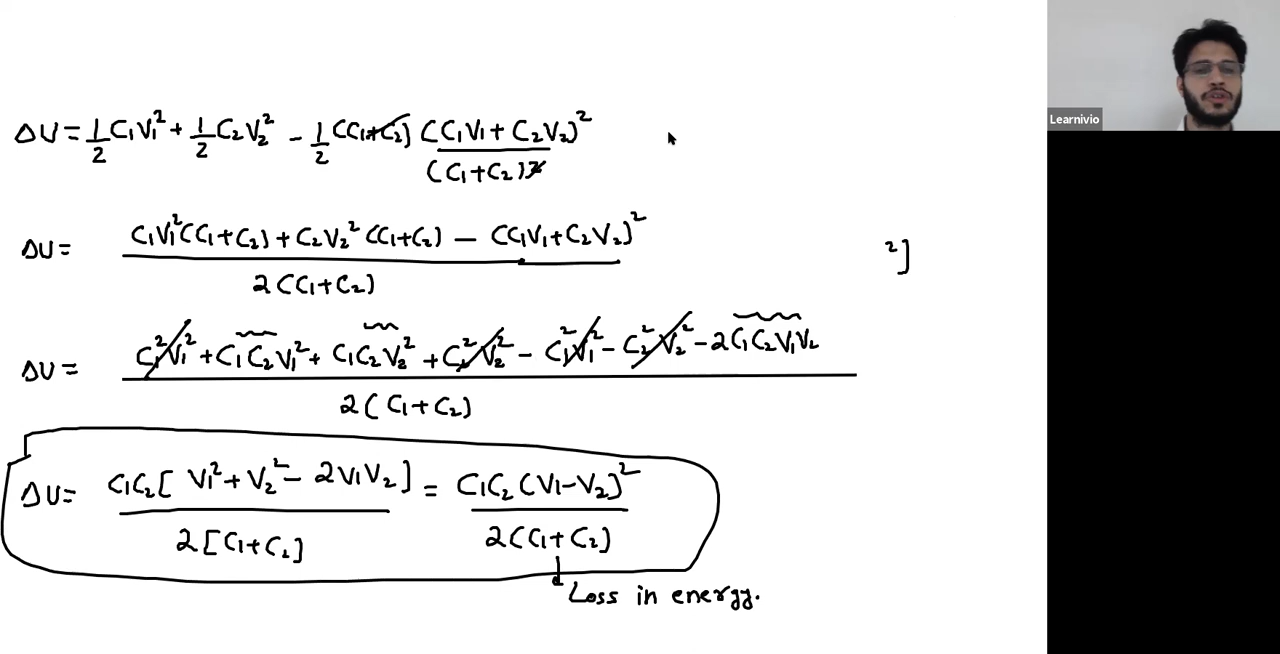 ΔU = 1/2 C₁V₁² + 1/2 C₂V₂² - 1/2 (C₁+C₂) (C₁V₁ + C₂V₂)² / (C₁+C₂)²
ΔU = C₁V₁²(C₁+C₂) + C₂V₂²(C₁+C₂) - (C₁V₁+C₂V₂)² / 2(C₁+C₂)
²]
ΔU = C₁²V₁² + C₁C₂V₁² + C₁C₂V₂² + C₂²V₂² - C₁²V₁² - C₂²V₂² - 2C₁C₂V₁V₂ / 2(C₁+C₂)
ΔU = C₁C₂[V₁² + V₂² - 2V₁V₂] / 2[C₁+C₂] = C₁C₂(V₁-V₂)² / 2(C₁+C₂)
Loss in energy.
Learnivio